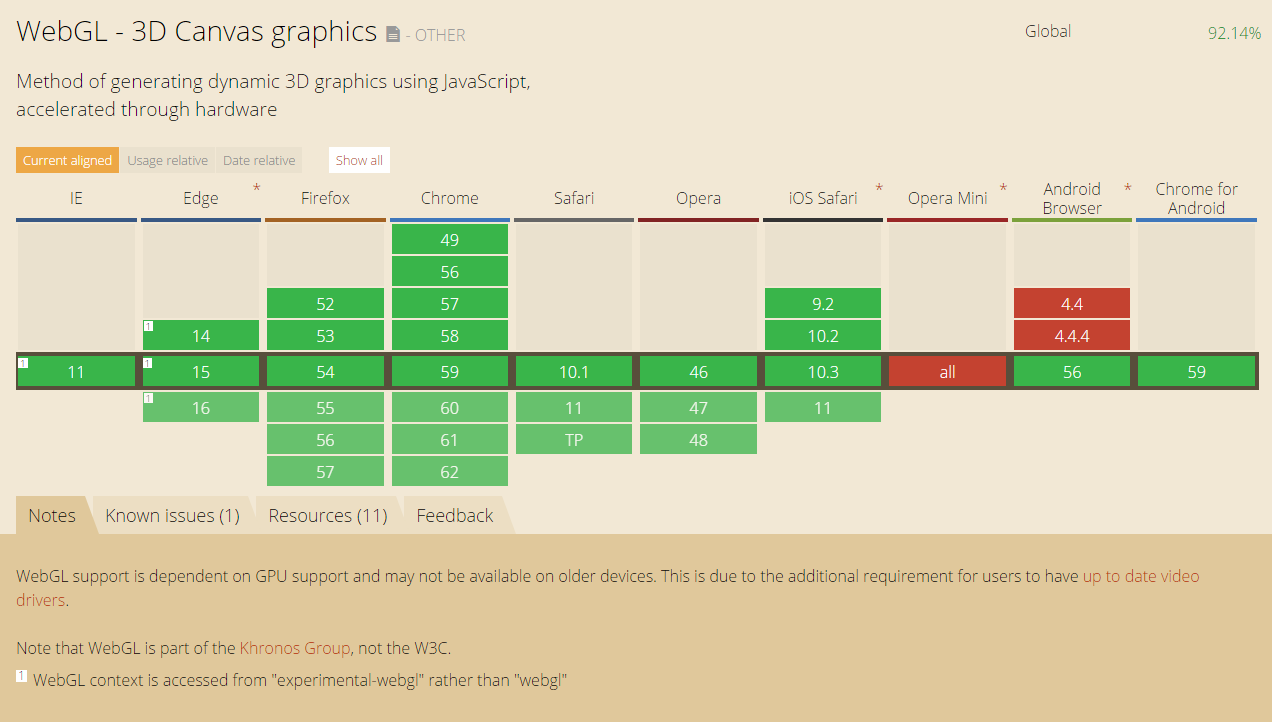 WebGL - 3D Canvas graphics - OTHER
Global 92.14%
Method of generating dynamic 3D graphics using JavaScript,
accelerated through hardware
Current aligned Usage relative Date relative Show all
IE Edge * Firefox Chrome Safari Opera iOS Safari * Opera Mini * Android Browser * Chrome for Android
49
56
52 57 9.2 4.4
1 14 53 58 10.2 4.4.4
1 11 1 15 54 59 10.1 46 10.3 all 56 59
1 16 55 60 11 47 11
56 61 TP 48
57 62
Notes Known issues (1) Resources (11) Feedback
WebGL support is dependent on GPU support and may not be available on older devices. This is due to the additional requirement for users to have up to date video
drivers.
Note that WebGL is part of the Khronos Group, not the W3C.
1 WebGL context is accessed from "experimental-webgl" rather than "webgl"